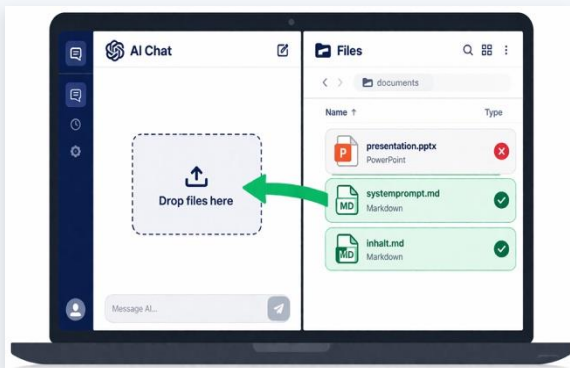 AI Chat
Drop files here
Message AI...
Files
documents
Name ↑
Type
P
presentation.pptx
PowerPoint
MD
systemprompt.md
Markdown
MD
inhalt.md
Markdown